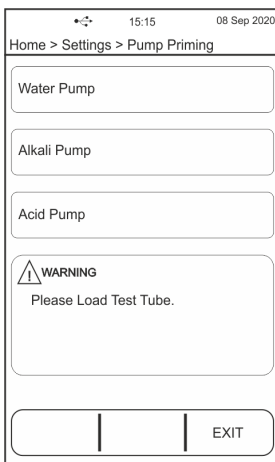 15:15 08 Sep 2020
Home > Settings > Pump Priming
Water Pump
Alkali Pump
Acid Pump
! WARNING
Please Load Test Tube.
EXIT